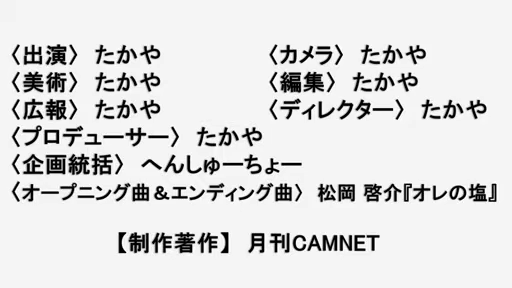 〈出演〉 たかや 〈カメラ〉 たかや
〈美術〉 たかや 〈編集〉 たかや
〈広報〉 たかや 〈ディレクター〉 たかや
〈プロデューサー〉 たかや
〈企画統括〉 へんしゅーちょー
〈オープニング曲&エンディング曲〉 松岡 啓介『オレの塩』
【制作著作】 月刊CAMNET